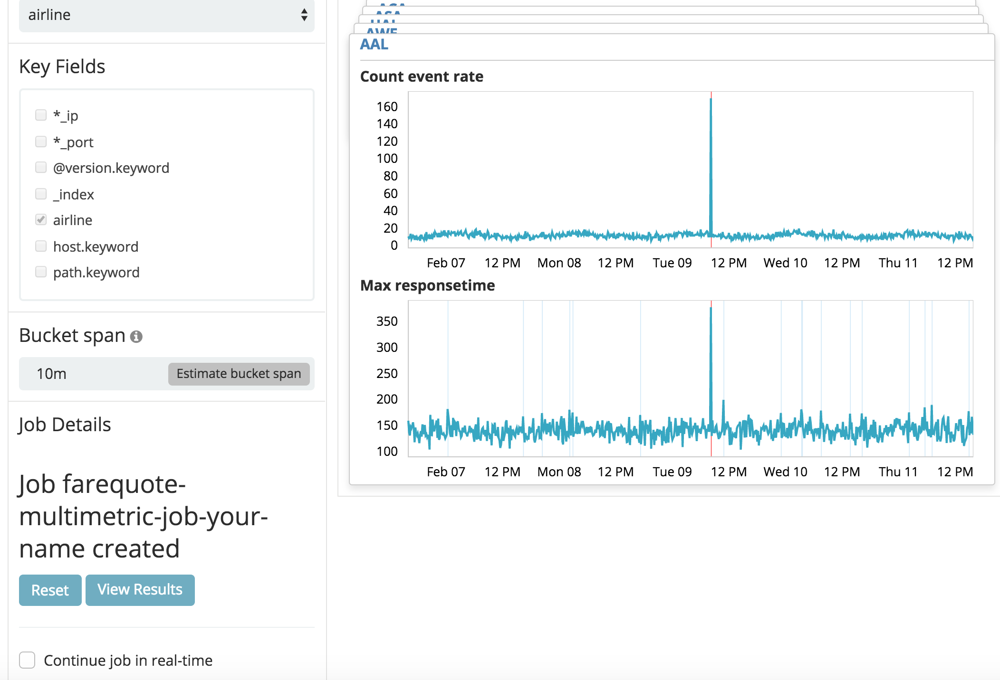 airline
Key Fields
*_ip
*_port
@version.keyword
_index
airline
host.keyword
path.keyword
Bucket span
10m
Estimate bucket span
Job Details
Job farequote-
multimetric-job-your-
name created
Reset
View Results
Continue job in real-time
AWE
AAL
Count event rate
160
140
120
100
80
60
40
20
0
Feb 07 12 PM Mon 08 12 PM Tue 09 12 PM Wed 10 12 PM Thu 11 12 PM
Max responsetime
350
300
250
200
150
100
Feb 07 12 PM Mon 08 12 PM Tue 09 12 PM Wed 10 12 PM Thu 11 12 PM